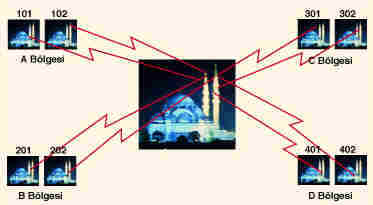 101 102
A Bölgesi
301 302
C Bölgesi
201 202
B Bölgesi
401 402
D Bölgesi